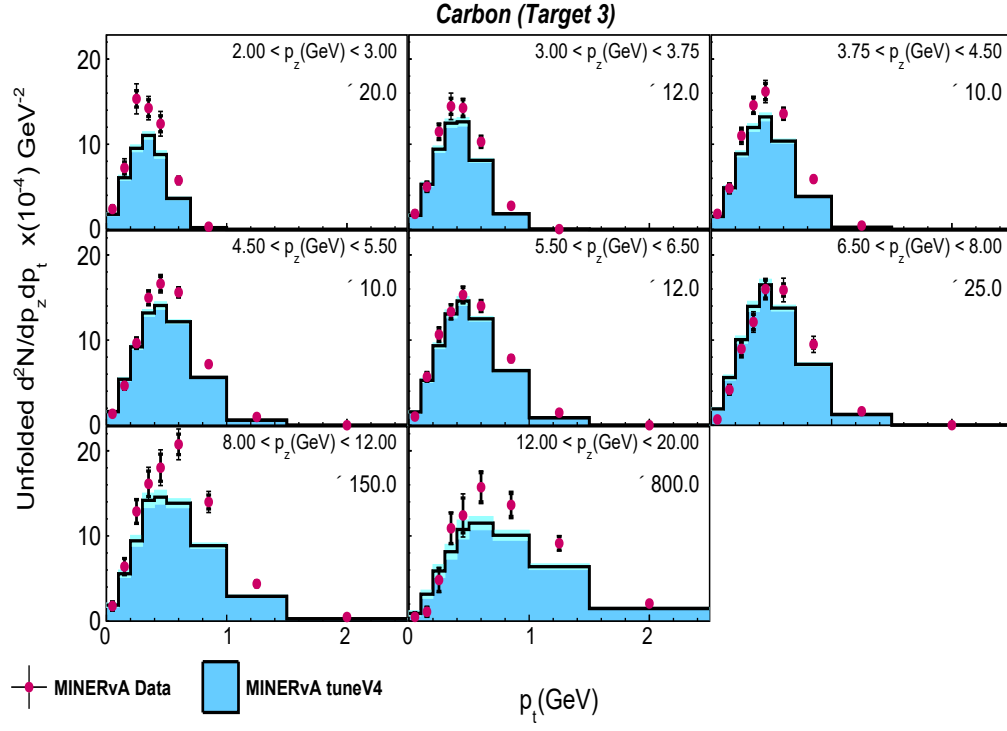 Carbon (Target 3)
Unfolded d²N/dp_z dp_t x(10⁻⁴) GeV⁻²
2.00 < p_z(GeV) < 3.00
´ 20.0
3.00 < p_z(GeV) < 3.75
´ 12.0
3.75 < p_z(GeV) < 4.50
´ 10.0
20
10
0
4.50 < p_z(GeV) < 5.50
´ 10.0
5.50 < p_z(GeV) < 6.50
´ 12.0
6.50 < p_z(GeV) < 8.00
´ 25.0
20
10
0
8.00 < p_z(GeV) < 12.00
´ 150.0
12.00 < p_z(GeV) < 20.00
´ 800.0
20
10
0
0 1 2 0 1 2
MINERvA Data
MINERvA tuneV4
p_t(GeV)